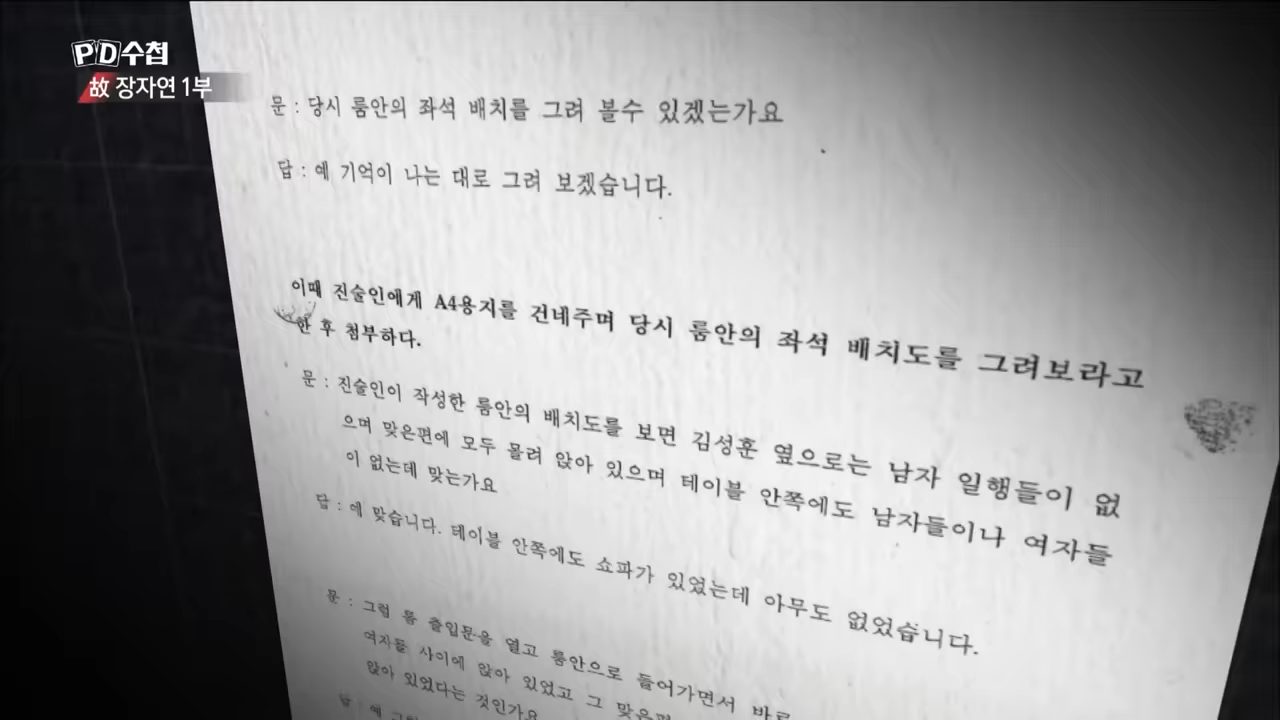 PD수첩
故 장자연 1부
문 : 당시 룸안의 좌석 배치를 그려 볼수 있겠는가요
답 : 예 기억이 나는 대로 그려 보겠습니다.
이때 진술인에게 A4용지를 건네주며 당시 룸안의 좌석 배치도를 그려보라고
한 후 첨부하다.
문 : 진술인이 작성한 룸안의 배치도를 보면 김성훈 옆으로는 남자 일행들이 없
으며 맞은편에 모두 몰려 앉아 있으며 테이블 안쪽에도 남자들이나 여자들
이 없는데 맞는가요
답 : 예 맞습니다. 테이블 안쪽에도 쇼파가 있었는데 아무도 없었습니다.
문 : 그럼 룸 출입문을 열고 룸안으로 들어가면서 바로
여자들 사이에 앉아 있었고 그 맞은편
앉아 있었다는 것인가요
답 : 예